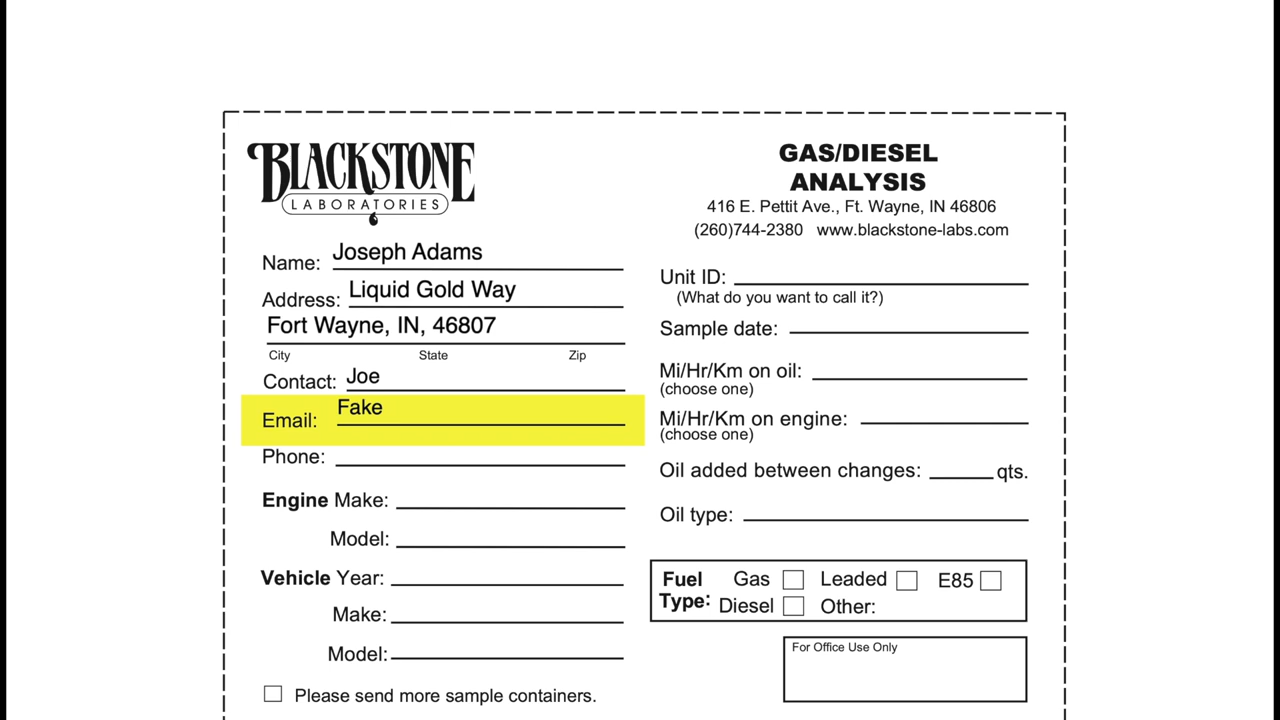 BLACKSTONE
LABORATORIES
GAS/DIESEL
ANALYSIS
416 E. Pettit Ave., Ft. Wayne, IN 46806
(260)744-2380 www.blackstone-labs.com
Name: Joseph Adams
Address: Liquid Gold Way
Fort Wayne, IN, 46807
City State Zip
Contact: Joe
Email: Fake
Phone:
Engine Make:
Model:
Vehicle Year:
Make:
Model:
Please send more sample containers.
Unit ID:
(What do you want to call it?)
Sample date:
Mi/Hr/Km on oil:
(choose one)
Mi/Hr/Km on engine:
(choose one)
Oil added between changes: qts.
Oil type:
Fuel Type: Gas Leaded E85
Diesel Other:
For Office Use Only